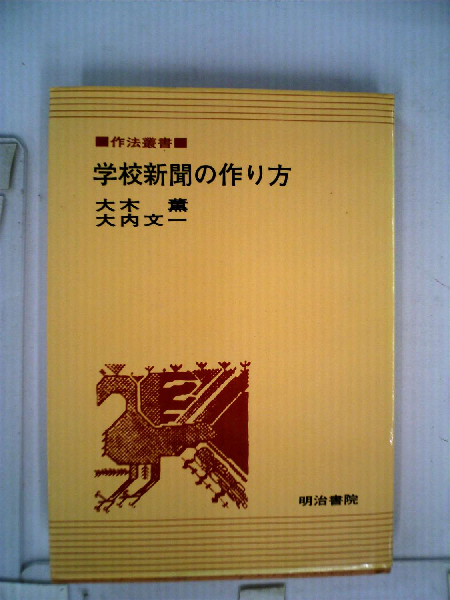 ■作法叢書■
学校新聞の作り方
大木 薫
大内文一
明治書院